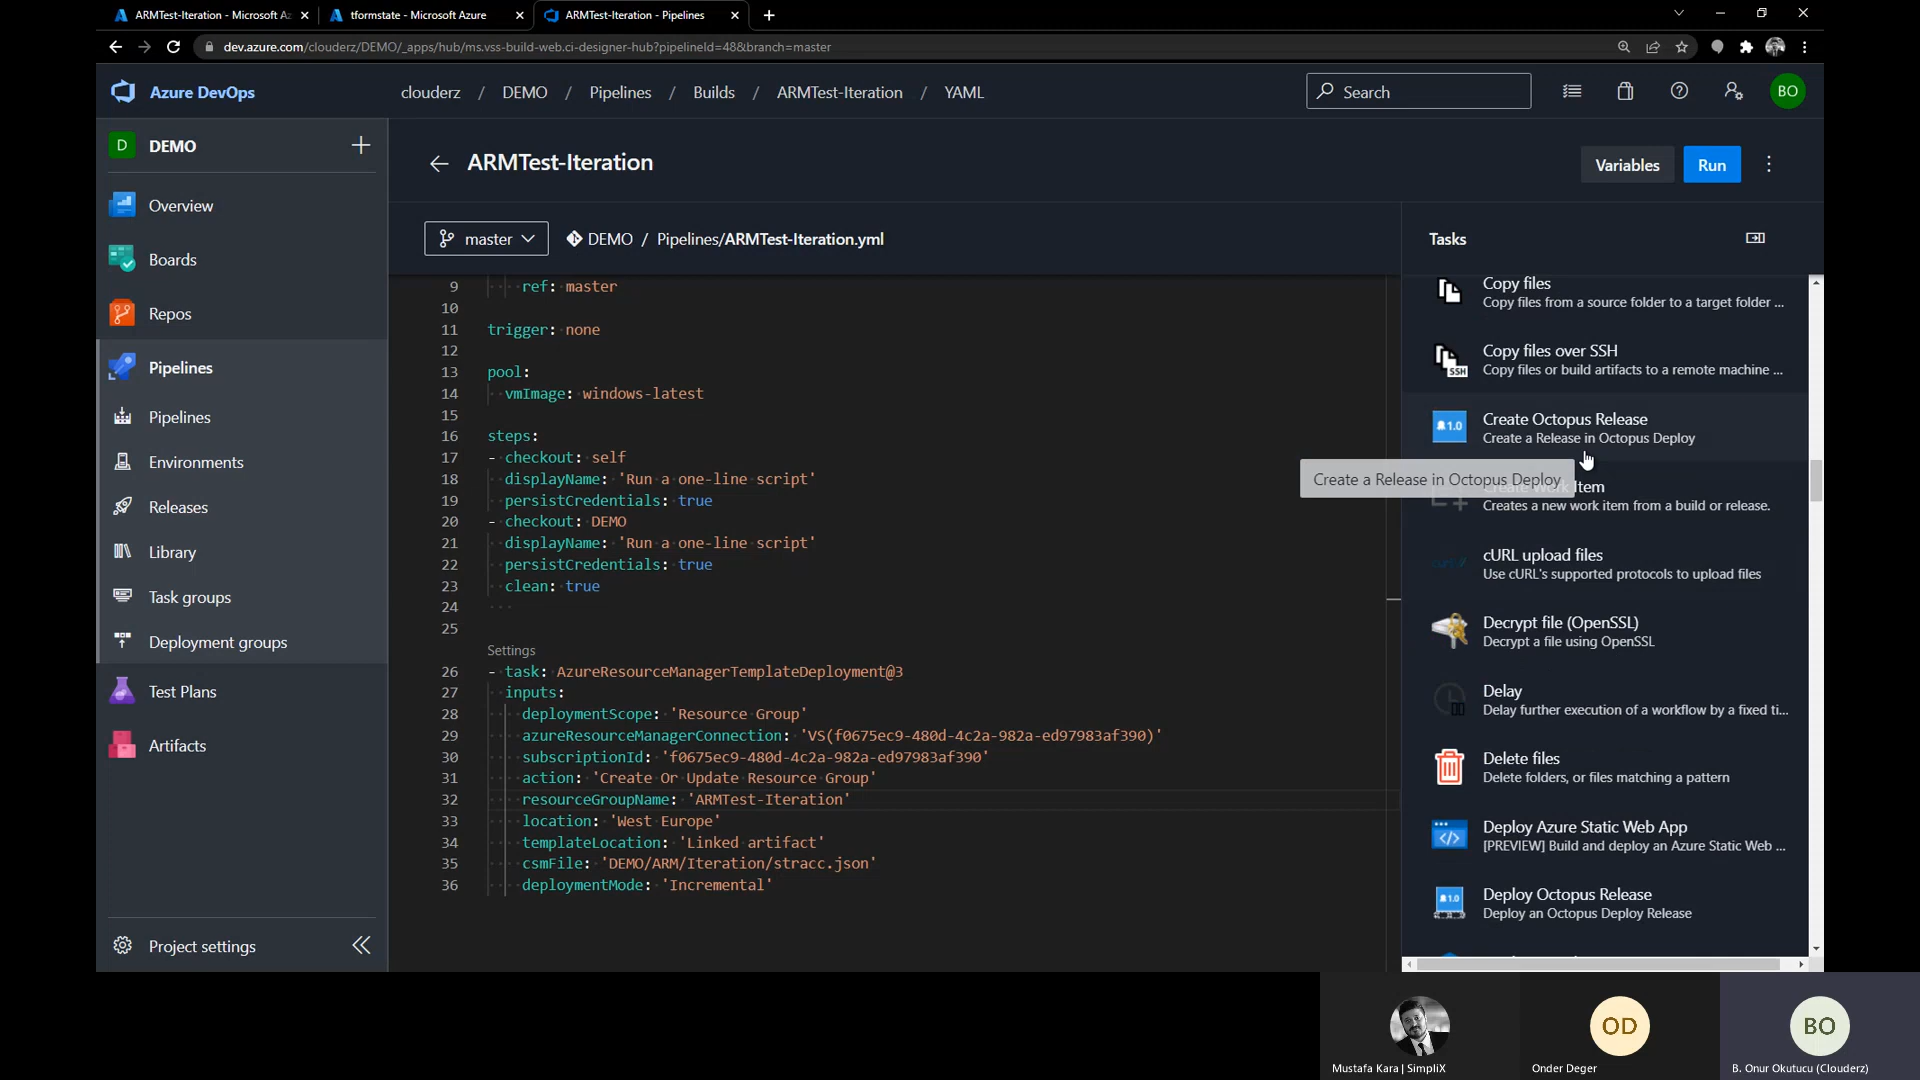 ARMTest-Iteration - Microsoft Az
tformstate - Microsoft Azure
ARMTest-Iteration - Pipelines
dev.azure.com/clouderz/DEMO/_apps/hub/ms.vss-build-web.ci-designer-hub?pipelineId=48&branch=master
Azure DevOps
clouderz / DEMO / Pipelines / Builds / ARMTest-Iteration / YAML
Search
BO
D DEMO
Overview
Boards
Repos
Pipelines
Pipelines
Environments
Releases
Library
Task groups
Deployment groups
Test Plans
Artifacts
Project settings
ARMTest-Iteration
Variables
Run
master
DEMO / Pipelines/ARMTest-Iteration.yml
9 ref: master
10
11 trigger: none
12
13 pool:
14 vmImage: windows-latest
15
16 steps:
17 - checkout: self
18 displayName: 'Run a one-line script'
19 persistCredentials: true
20 - checkout: DEMO
21 displayName: 'Run a one-line script'
22 persistCredentials: true
23 clean: true
24
25
Settings
26 - task: AzureResourceManagerTemplateDeployment@3
27 inputs:
28 deploymentScope: 'Resource Group'
29 azureResourceManagerConnection: 'VS(f0675ec9-480d-4c2a-982a-ed97983af390)'
30 subscriptionId: 'f0675ec9-480d-4c2a-982a-ed97983af390'
31 action: 'Create Or Update Resource Group'
32 resourceGroupName: 'ARMTest-Iteration'
33 location: 'West Europe'
34 templateLocation: 'Linked artifact'
35 csmFile: 'DEMO/ARM/Iteration/stracc.json'
36 deploymentMode: 'Incremental'
Tasks
Copy files
Copy files from a source folder to a target folder ...
SSH
Copy files over SSH
Copy files or build artifacts to a remote machine ...
1.0
Create Octopus Release
Create a Release in Octopus Deploy
Create a Release in Octopus Deploy
Create Work Item
Creates a new work item from a build or release.
cURL upload files
Use cURL's supported protocols to upload files
Decrypt file (OpenSSL)
Decrypt a file using OpenSSL
Delay
Delay further execution of a workflow by a fixed ti...
Delete files
Delete folders, or files matching a pattern
Deploy Azure Static Web App
[PREVIEW] Build and deploy an Azure Static Web ...
1.0
Deploy Octopus Release
Deploy an Octopus Deploy Release
Mustafa Kara | SimpliX
OD
Onder Deger
BO
B. Onur Okutucu (Clouderz)